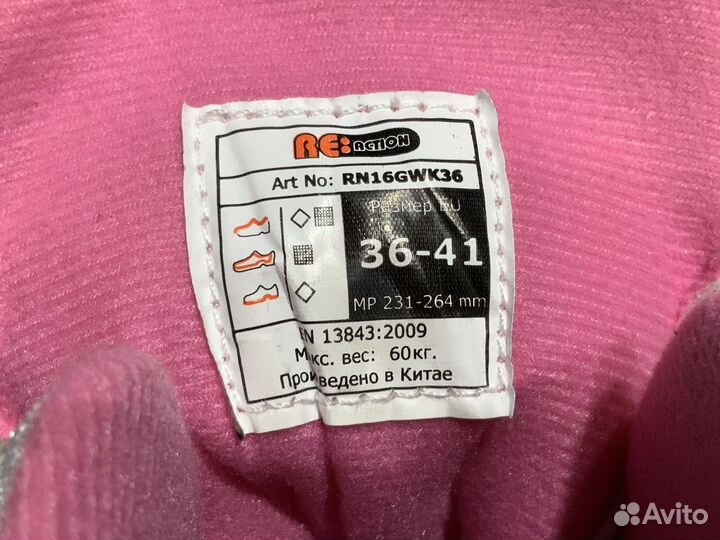 RE:ACTION
Art No: RN16GWK36
Размер EU
36-41
MP 231-264 mm
EN 13843:2009
Макс. вес: 60кг.
Произведено в Китае
Avito